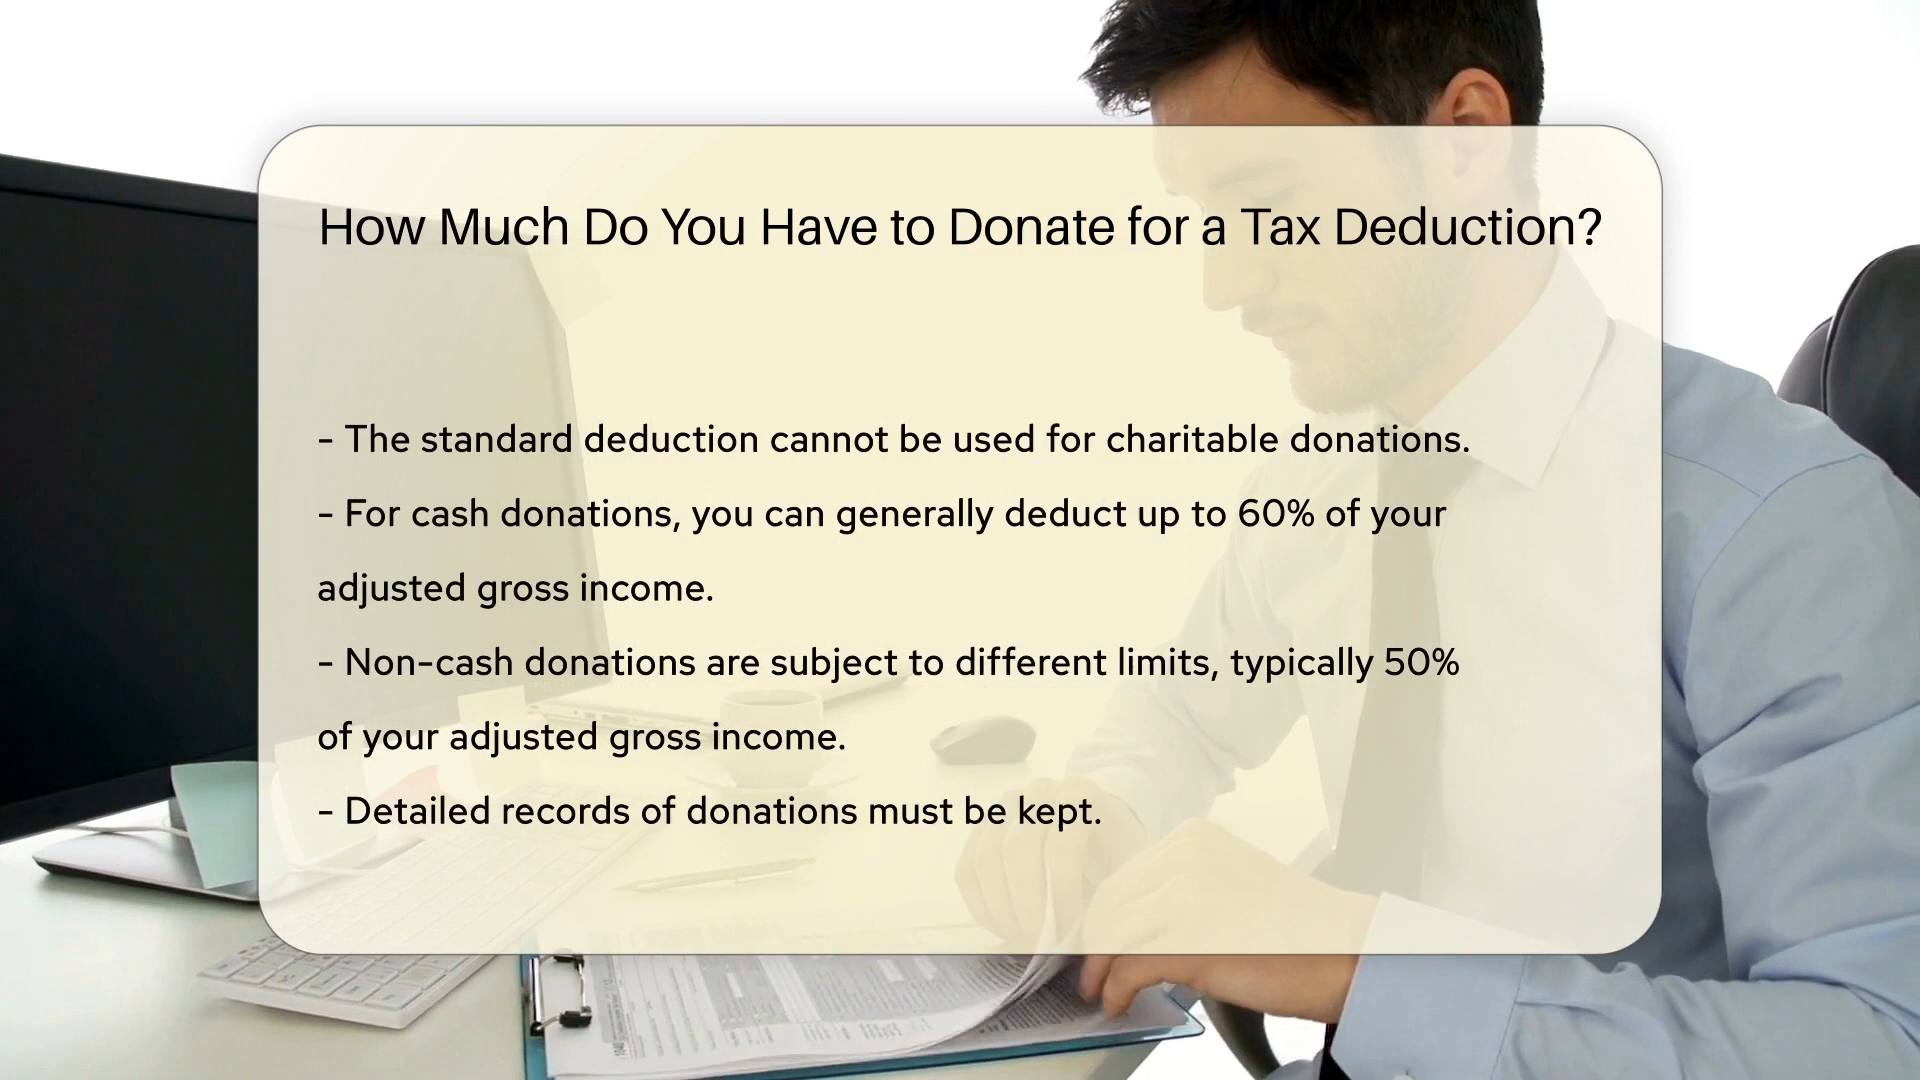 How Much Do You Have to Donate for a Tax Deduction?
- The standard deduction cannot be used for charitable donations.
- For cash donations, you can generally deduct up to 60% of your
adjusted gross income.
- Non-cash donations are subject to different limits, typically 50%
of your adjusted gross income.
- Detailed records of donations must be kept.